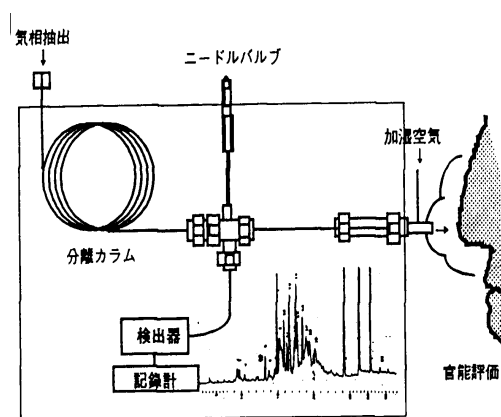 気相抽出
ニードルバルブ
加湿空気
分離カラム
検出器
記録計
官能評価